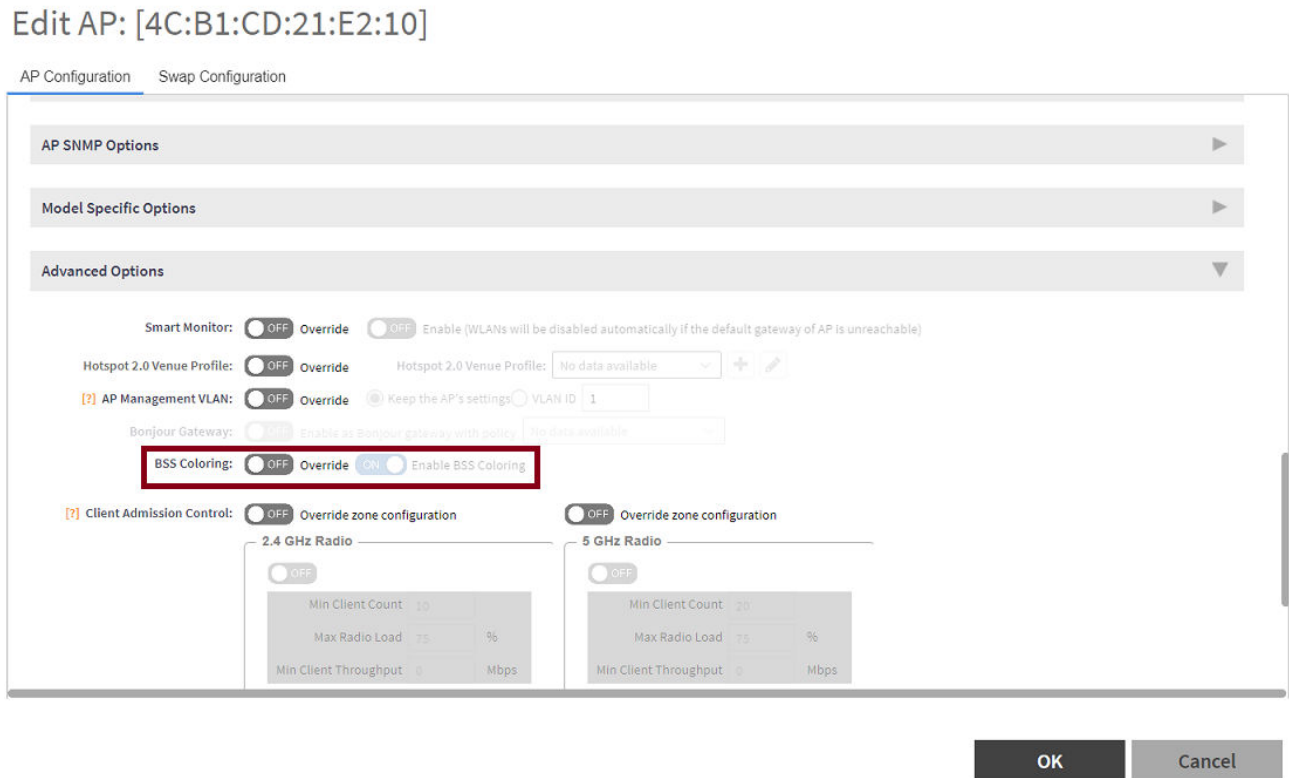 Edit AP: [4C:B1:CD:21:E2:10]
AP Configuration Swap Configuration
AP SNMP Options
Model Specific Options
Advanced Options
Smart Monitor: OFF Override OFF Enable (WLANs will be disabled automatically if the default gateway of AP is unreachable)
Hotspot 2.0 Venue Profile: OFF Override Hotspot 2.0 Venue Profile: No data available
[?] AP Management VLAN: OFF Override Keep the AP's settings VLAN ID 1
Bonjour Gateway: OFF Enable as Bonjour gateway with policy No data available
BSS Coloring: OFF Override ON Enable BSS Coloring
[?] Client Admission Control: OFF Override zone configuration OFF Override zone configuration
2.4 GHz Radio 5 GHz Radio
OFF OFF
Min Client Count 10 Min Client Count 20
Max Radio Load 75 % Max Radio Load 75 %
Min Client Throughput 0 Mbps Min Client Throughput 0 Mbps
OK Cancel